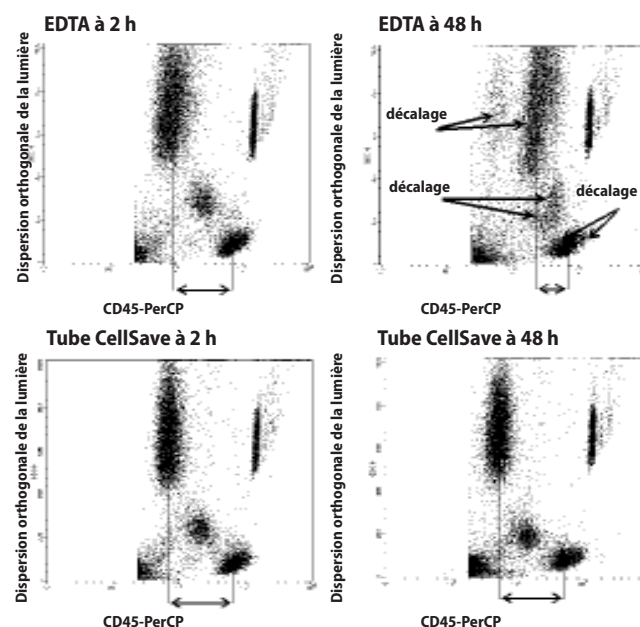 EDTA à 2 h
EDTA à 48 h
Dispersion orthogonale de la lumière
Dispersion orthogonale de la lumière
décalage
décalage
décalage
CD45-PerCP
CD45-PerCP
Tube CellSave à 2 h
Tube CellSave à 48 h
Dispersion orthogonale de la lumière
Dispersion orthogonale de la lumière
CD45-PerCP
CD45-PerCP